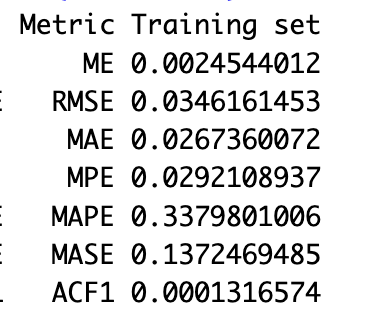 Metric Training set
ME 0.0024544012
RMSE 0.0346161453
MAE 0.0267360072
MPE 0.0292108937
MAPE 0.3379801006
MASE 0.1372469485
ACF1 0.0001316574